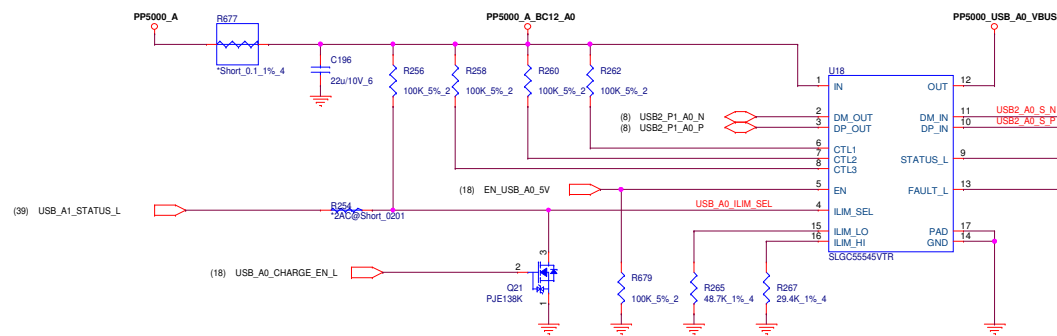 PP5000_A
PP5000_A_BC12_A0
PP5000_USB_A0_VBUS
R677
*Short_0.1_1%_4
C196
22u/10V_6
R256
100K_5%_2
R258
100K_5%_2
R260
100K_5%_2
R262
100K_5%_2
U18
1 IN
OUT 12
(8) USB2_P1_A0_N
2 DM_OUT
DM_IN 11 USB2_A0_S_N
(8) USB2_P1_A0_P
3 DP_OUT
DP_IN 10 USB2_A0_S_P
6 CTL1
7 CTL2
8 CTL3
STATUS_L 9
(18) EN_USB_A0_5V
5 EN
FAULT_L 13
(39) USB_A1_STATUS_L
R254
*2AC@Short_0201
USB_A0_ILIM_SEL
4 ILIM_SEL
15 ILIM_LO
16 ILIM_HI
PAD 17
GND 14
SLGC55545VTR
(18) USB_A0_CHARGE_EN_L
2
3
1
Q21
PJE138K
R679
100K_5%_2
R265
48.7K_1%_4
R267
29.4K_1%_4